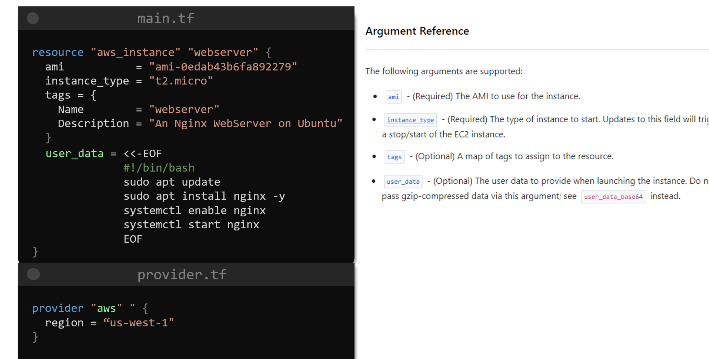 main.tf
resource "aws_instance" "webserver" {
ami = "ami-0edab43b6fa892279"
instance_type = "t2.micro"
tags = {
Name = "webserver"
Description = "An Nginx WebServer on Ubuntu"
}
user_data = <<-EOF
#!/bin/bash
sudo apt update
sudo apt install nginx -y
systemctl enable nginx
systemctl start nginx
EOF
}
provider.tf
provider "aws" " {
region = “us-west-1"
}
Argument Reference
The following arguments are supported:
• ami - (Required) The AMI to use for the instance.
• instance_type - (Required) The type of instance to start. Updates to this field will trig
a stop/start of the EC2 instance.
• tags - (Optional) A map of tags to assign to the resource.
• user_data - (Optional) The user data to provide when launching the instance. Do n
pass gzip-compressed data via this argument; see user_data_base64 instead.